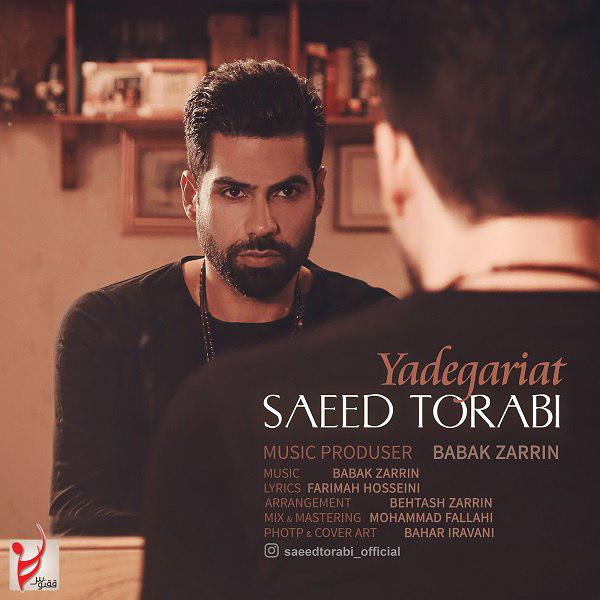 Yadegariat
SAEED TORABI
MUSIC PRODUSER BABAK ZARRIN
MUSIC BABAK ZARRIN
LYRICS FARIMAH HOSSEINI
ARRANGEMENT BEHTASH ZARRIN
MIX & MASTERING MOHAMMAD FALLAHI
PHOTP & COVER ART BAHAR IRAVANI
saeedtorabi_official
ققنوس